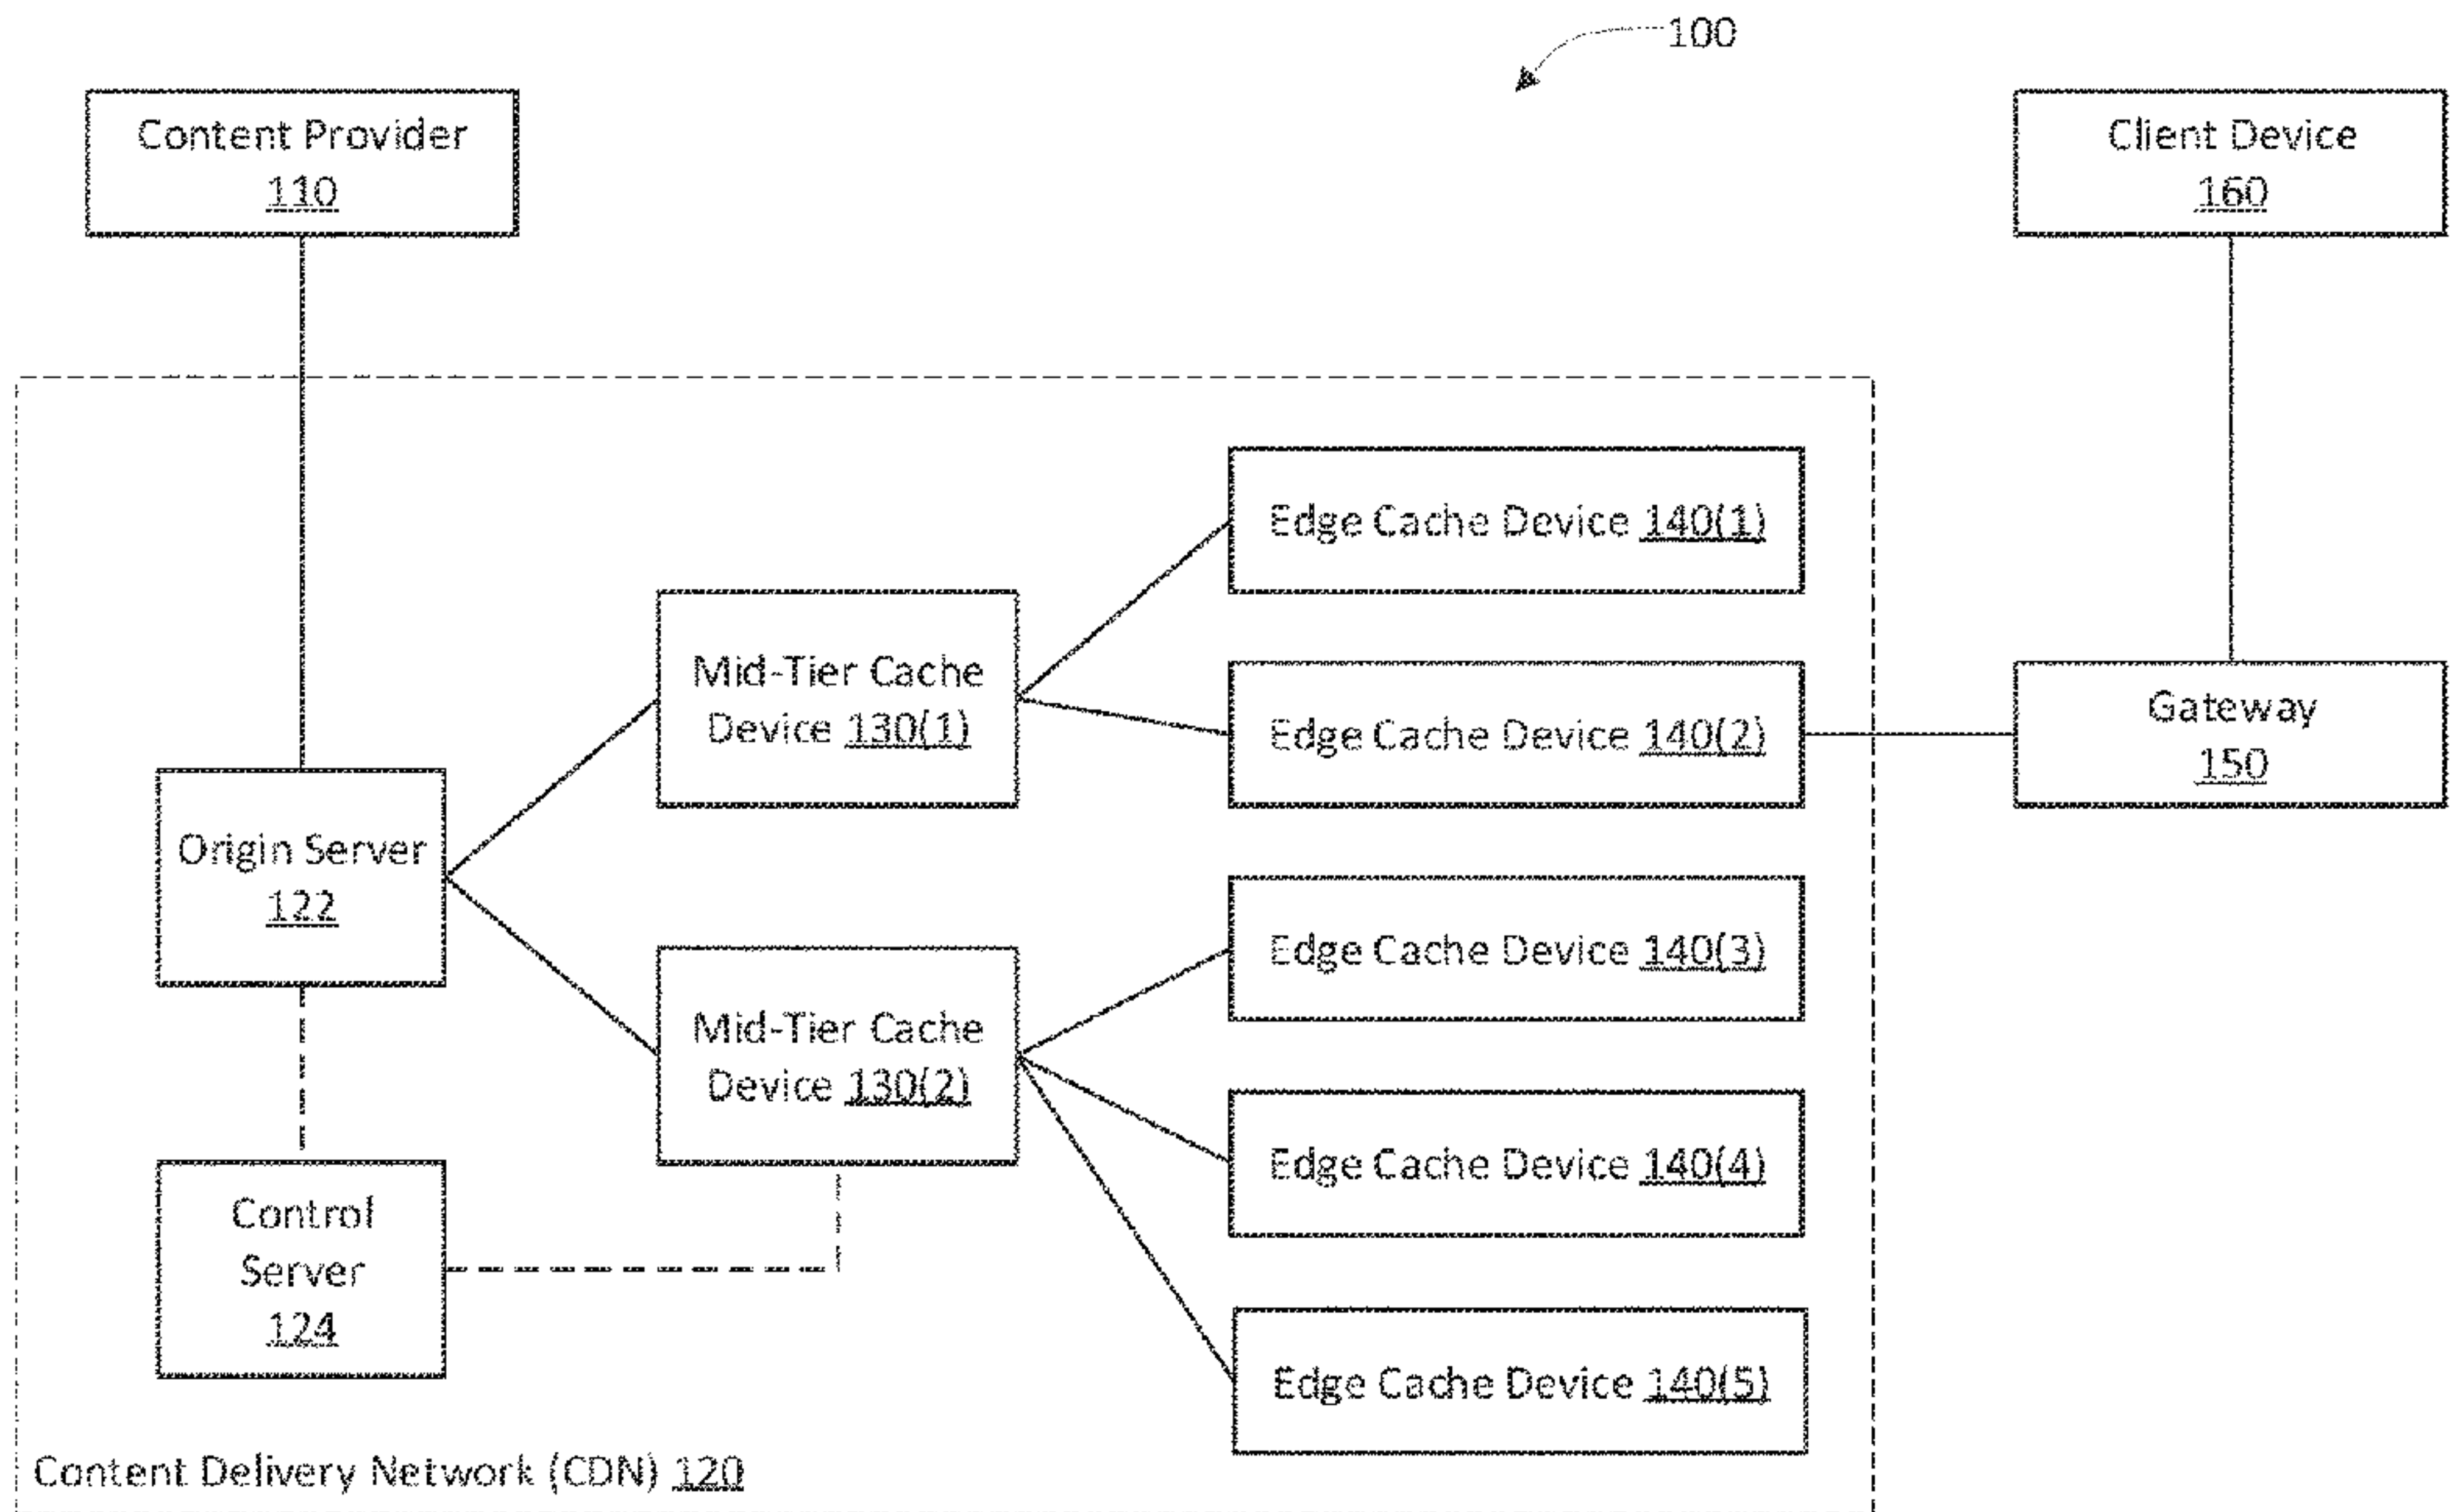 100
Content Provider
110
Client Device
160
Edge Cache Device 140(1)
Mid-Tier Cache
Device 130(1)
Edge Cache Device 140(2)
Gateway
150
Origin Server
122
Edge Cache Device 140(3)
Mid-Tier Cache
Device 130(2)
Edge Cache Device 140(4)
Control
Server
124
Edge Cache Device 140(5)
Content Delivery Network (CDN) 120